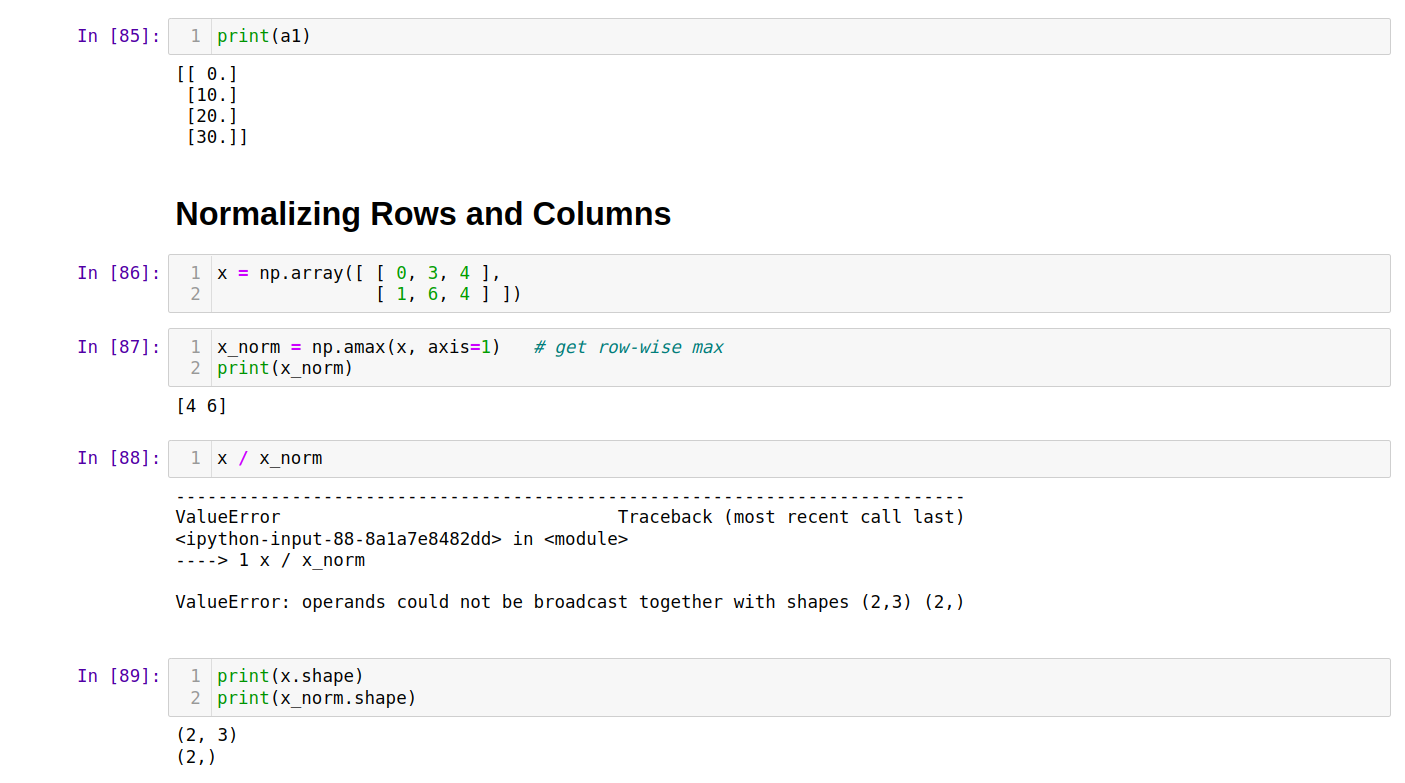 In [85]: 1 print(a1)
[[ 0.]
 [10.]
 [20.]
 [30.]]
Normalizing Rows and Columns
In [86]: 1 x = np.array([ [ 0, 3, 4 ],
2                [ 1, 6, 4 ] ])
In [87]: 1 x_norm = np.amax(x, axis=1)   # get row-wise max
2 print(x_norm)
[4 6]
In [88]: 1 x / x_norm
---------------------------------------------------------------------------
ValueError                                Traceback (most recent call last)
<ipython-input-88-8a1a7e8482dd> in <module>
----> 1 x / x_norm
ValueError: operands could not be broadcast together with shapes (2,3) (2,)
In [89]: 1 print(x.shape)
2 print(x_norm.shape)
(2, 3)
(2,)